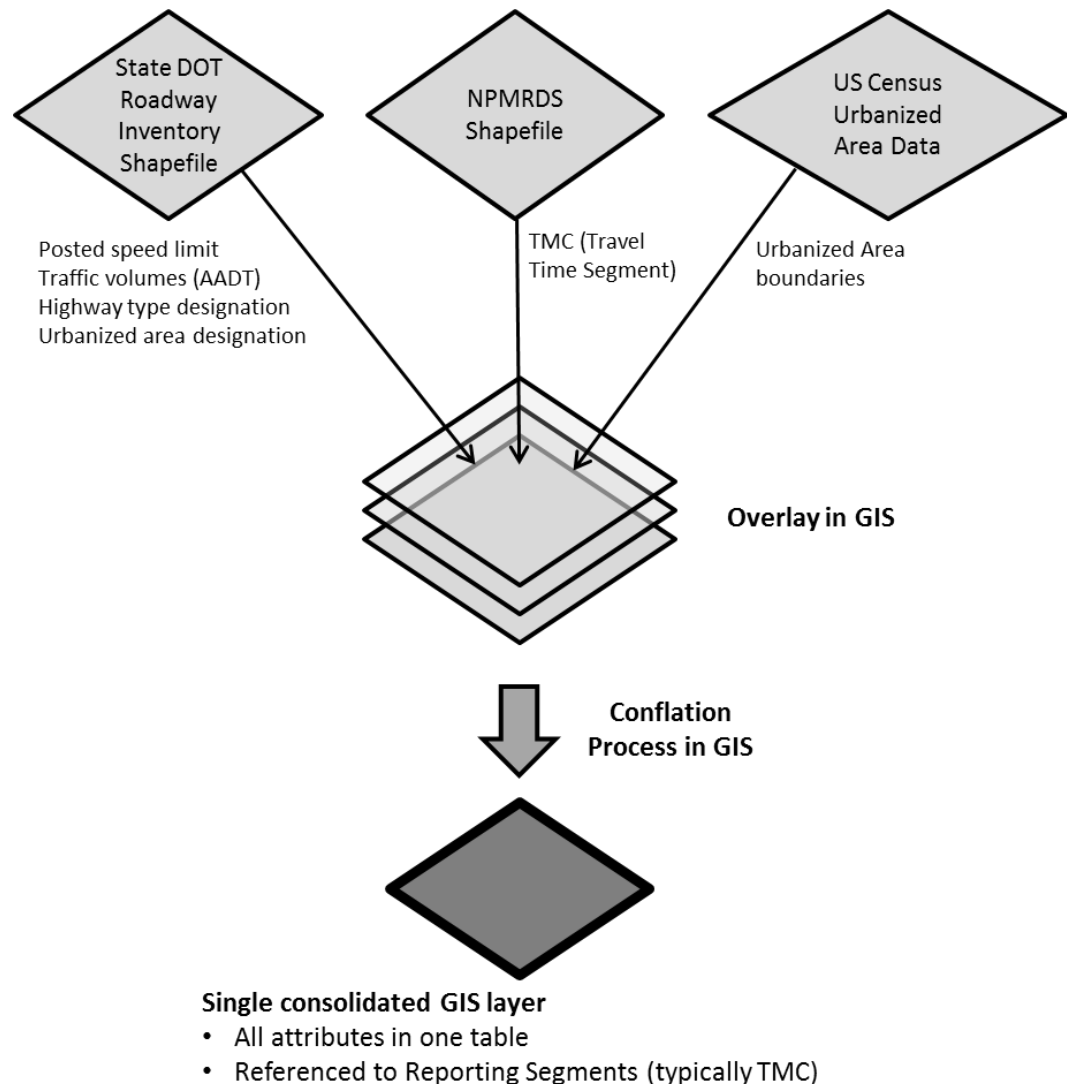 State DOT
Roadway
Inventory
Shapefile
NPMRDS
Shapefile
US Census
Urbanized
Area Data
Posted speed limit
Traffic volumes (AADT)
Highway type designation
Urbanized area designation
TMC (Travel
Time Segment)
Urbanized Area
boundaries
Overlay in GIS
Conflation
Process in GIS
Single consolidated GIS layer
• All attributes in one table
• Referenced to Reporting Segments (typically TMC)